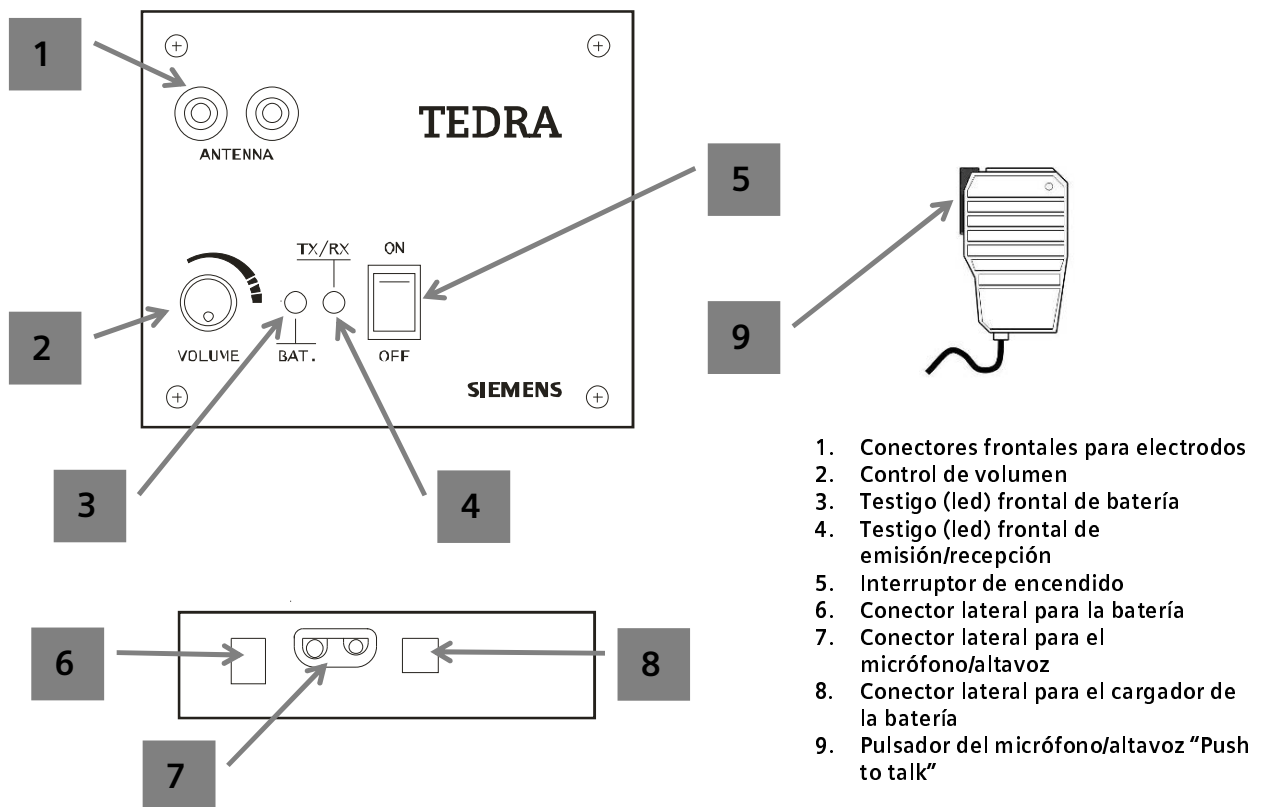 1
TEDRA
ANTENNA
5
TX/RX
ON
2
VOLUME
BAT.
OFF
9
SIEMENS
3
4
6
8
7
1. Conectores frontales para electrodos
2. Control de volumen
3. Testigo (led) frontal de batería
4. Testigo (led) frontal de
emisión/recepción
5. Interruptor de encendido
6. Conector lateral para la batería
7. Conector lateral para el
micrófono/altavoz
8. Conector lateral para el cargador de
la batería
9. Pulsador del micrófono/altavoz “Push
to talk”